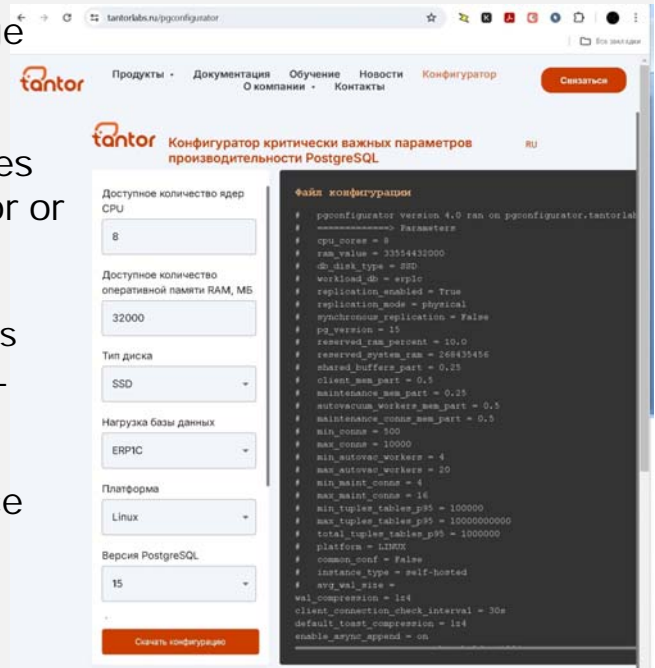 e
es
or or
s
-
e
tantorlabs.ru/pgconfigurator
Все закладки
tantor
Продукты
Документация
Обучение
Новости
Конфигуратор
О компании
Контакты
Связаться
tantor
Конфигуратор критически важных параметров
производительности PostgreSQL
RU
Доступное количество ядер
CPU
8
Доступное количество
оперативной памяти RAM, МБ
32000
Тип диска
SSD
Нагрузка базы данных
ERP1C
Платформа
Linux
Версия PostgreSQL
15
Скачать конфигурацию
Файл конфигурации
# pgconfigurator version 4.0 ran on pgconfigurator.tantorlab
# ============> Parameters
# cpu_cores = 8
# ram_value = 33554432000
# db_disk_type = SSD
# workload_db = erp1c
# replication_enabled = True
# replication_mode = physical
# synchronous_replication = False
# pg_version = 15
# reserved_ram_percent = 10.0
# reserved_system_ram = 268435456
# shared_buffers_part = 0.25
# client_mem_part = 0.5
# maintenance_mem_part = 0.25
# autovacuum_workers_mem_part = 0.5
# maintenance_conns_mem_part = 0.5
# min_conns = 500
# max_conns = 10000
# min_autovac_workers = 4
# max_autovac_workers = 20
# min_maint_conns = 4
# max_maint_conns = 16
# min_tuples_tables_p95 = 100000
# max_tuples_tables_p95 = 10000000000
# total_tuples_tables_p95 = 1000000
# platform = LINUX
# common_conf = False
# instance_type = self-hosted
# avg_wal_size =
wal_compression = lz4
client_connection_check_interval = 30s
default_toast_compression = lz4
enable_async_append = on